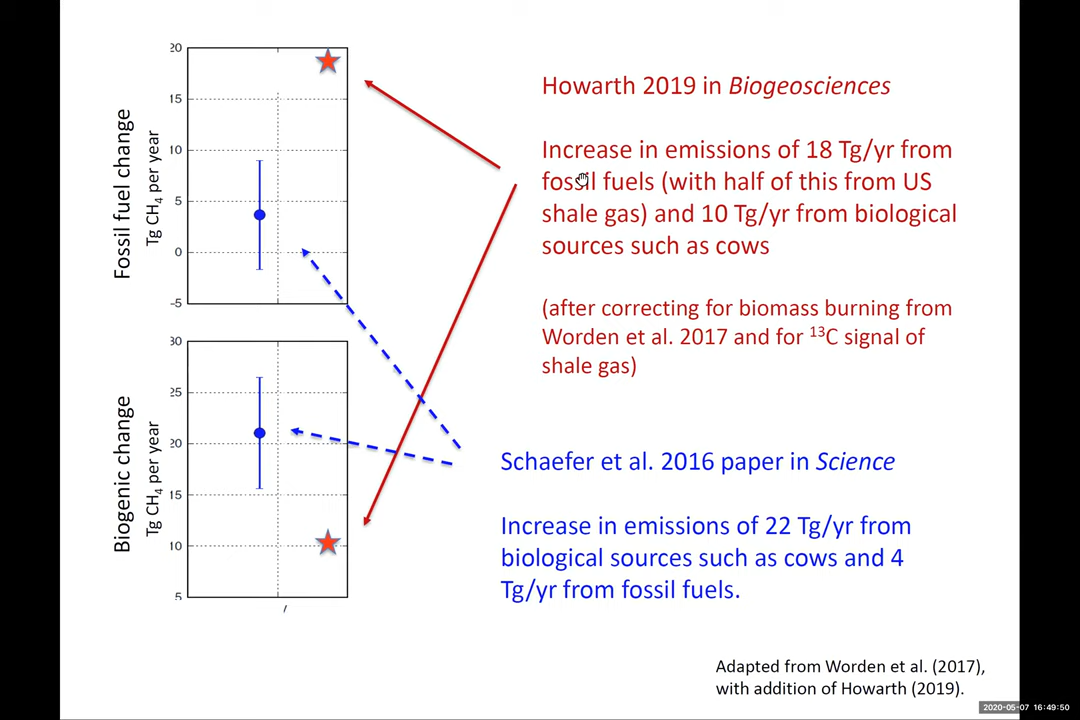 Fossil fuel change
Tg CH₄ per year
20
15
10
5
0
-5
Biogenic change
Tg CH₄ per year
30
25
20
15
10
5
/
Howarth 2019 in Biogeosciences
Increase in emissions of 18 Tg/yr from
fossil fuels (with half of this from US
shale gas) and 10 Tg/yr from biological
sources such as cows
(after correcting for biomass burning from
Worden et al. 2017 and for ¹³C signal of
shale gas)
Schaefer et al. 2016 paper in Science
Increase in emissions of 22 Tg/yr from
biological sources such as cows and 4
Tg/yr from fossil fuels.
Adapted from Worden et al. (2017),
with addition of Howarth (2019).
2020-05-07 16:49:50